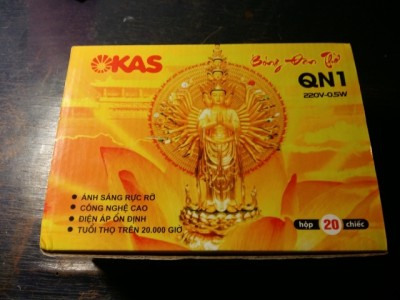 KAS
Bóng Đèn Thờ
QN1
220V-0.5W
ÁNH SÁNG RỰC RỠ
CÔNG NGHỆ CAO
ĐIỆN ÁP ỔN ĐỊNH
TUỔI THỌ TRÊN 20.000 GIỜ
hộp 20 chiếc